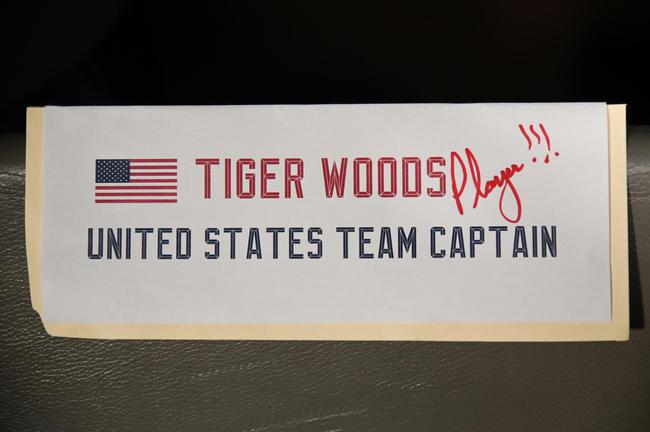 TIGER WOODS Player!!!
UNITED STATES TEAM CAPTAIN